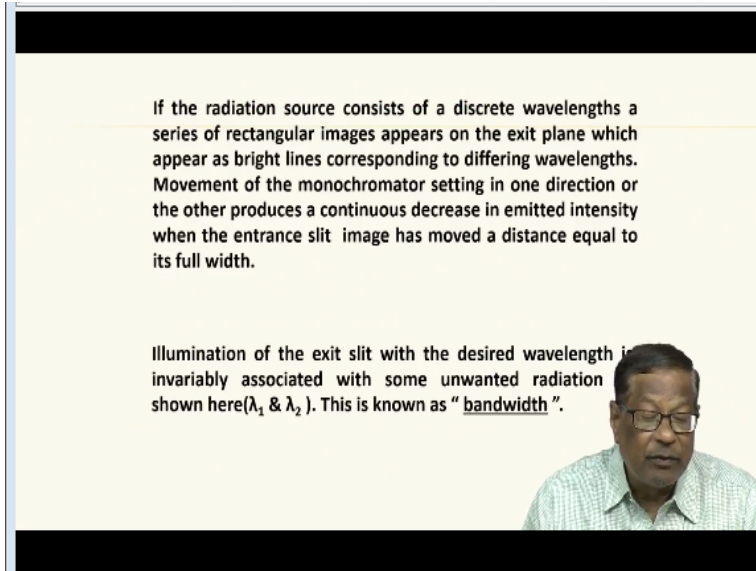 If the radiation source consists of a discrete wavelengths a
series of rectangular images appears on the exit plane which
appear as bright lines corresponding to differing wavelengths.
Movement of the monochromator setting in one direction or
the other produces a continuous decrease in emitted intensity
when the entrance slit image has moved a distance equal to
its full width.
Illumination of the exit slit with the desired wavelength
invariably associated with some unwanted radiation
shown here(λ₁ & λ₂ ). This is known as “ bandwidth ”.